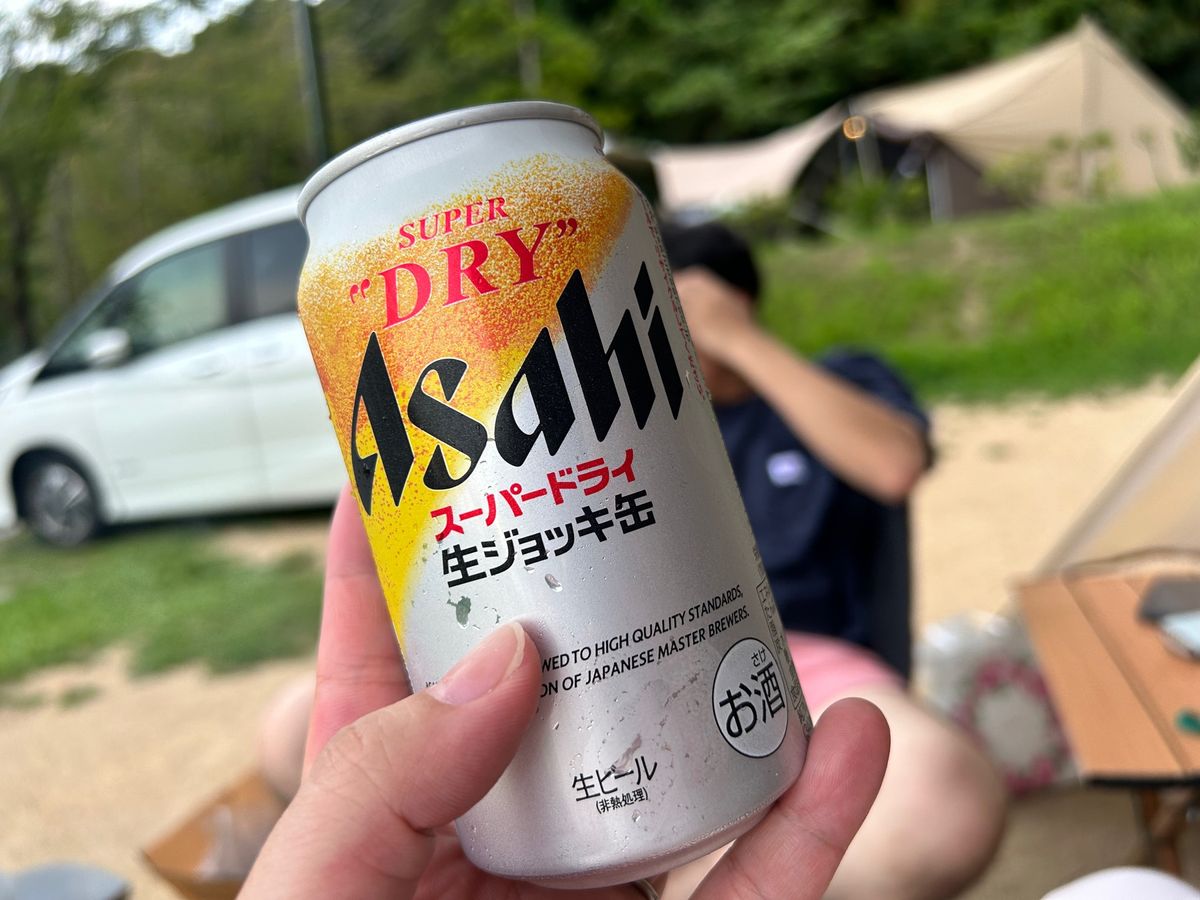 SUPER
"DRY"
Asahi
スーパードライ
生ジョッキ缶
WED TO HIGH QUALITY STANDARDS,
ON OF JAPANESE MASTER BREWERS.
さけ
お酒
生ビール
(非熱処理)